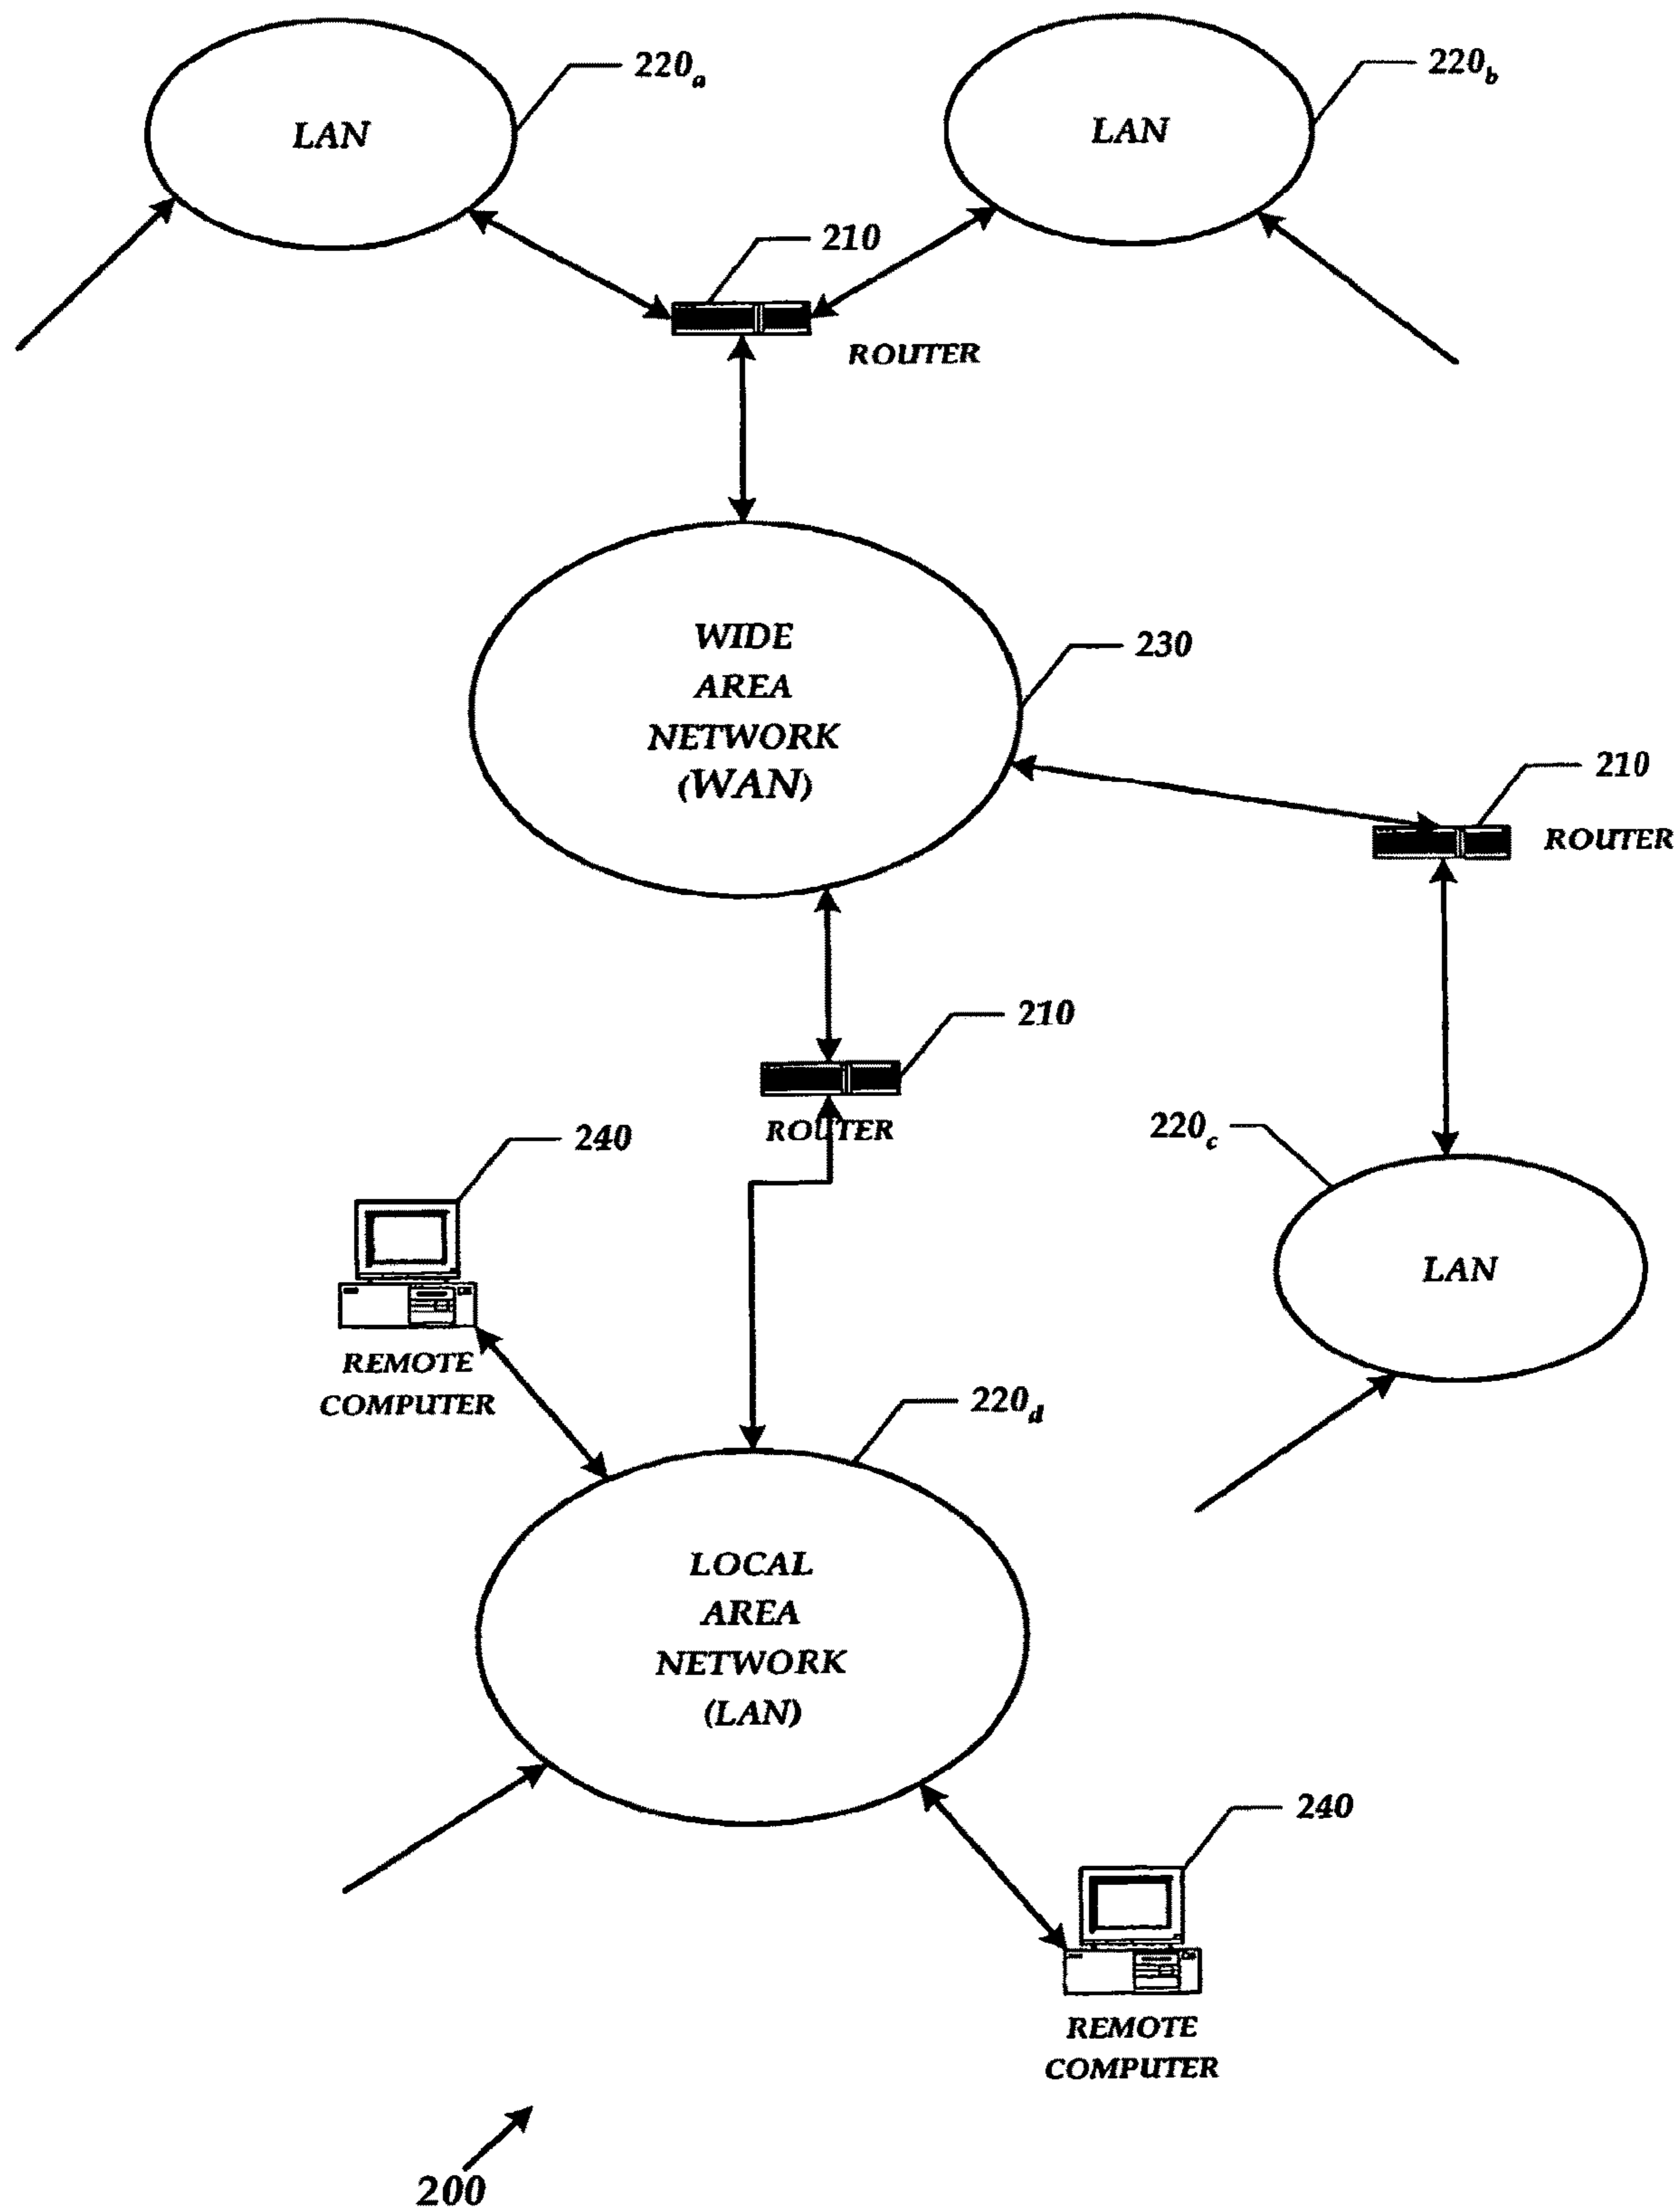 220a
220b
LAN
LAN
210
ROUTER
WIDE
AREA
NETWORK
(WAN)
230
210
ROUTER
210
ROUTER
240
220c
REMOTE
COMPUTER
LAN
220d
LOCAL
AREA
NETWORK
(LAN)
240
REMOTE
COMPUTER
200